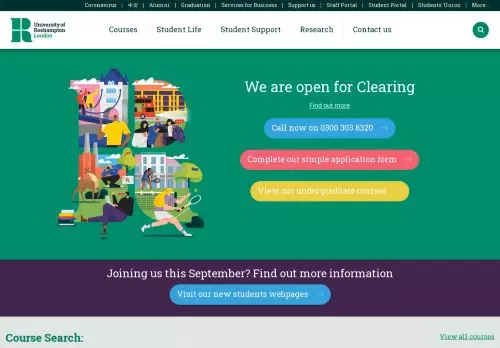 Coronavirus | 中文 | Alumni | Graduation | Services for Business | Support us | Staff Portal | Student Portal | Students' Union | More
University of
Roehampton
London
Courses Student Life Student Support Research Contact us
We are open for Clearing
Find out more
Call now on 0300 303 8320
Complete our simple application form
View our undergraduate courses
Joining us this September? Find out more information
Visit our new students webpages
Course Search:
View all courses